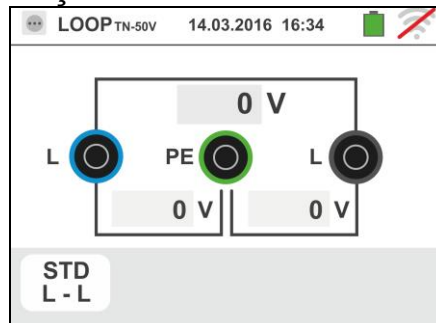 LOOP TN-50V 14.03.2016 16:34
0 V
L PE L
0 V 0 V
STD
L - L